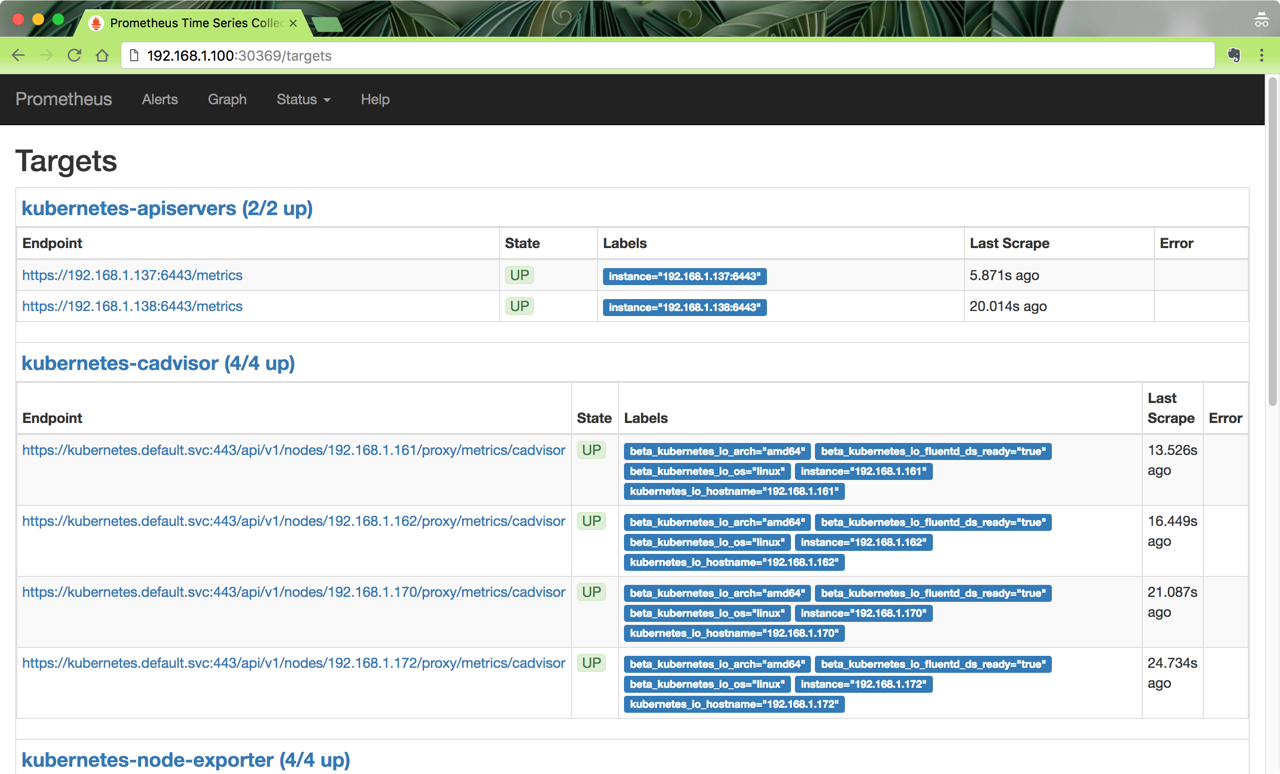 Prometheus Time Series Collec
192.168.1.100:30369/targets
Prometheus Alerts Graph Status Help
Targets
kubernetes-apiservers (2/2 up)
Endpoint State Labels Last Scrape Error
https://192.168.1.137:6443/metrics UP instance="192.168.1.137:6443" 5.871s ago
https://192.168.1.138:6443/metrics UP instance="192.168.1.138:6443" 20.014s ago
kubernetes-cadvisor (4/4 up)
Endpoint State Labels Last Scrape Error
https://kubernetes.default.svc:443/api/v1/nodes/192.168.1.161/proxy/metrics/cadvisor UP beta_kubernetes_io_arch="amd64" beta_kubernetes_io_fluentd_ds_ready="true" 13.526s
beta_kubernetes_io_os="linux" instance="192.168.1.161" ago
kubernetes_io_hostname="192.168.1.161"
https://kubernetes.default.svc:443/api/v1/nodes/192.168.1.162/proxy/metrics/cadvisor UP beta_kubernetes_io_arch="amd64" beta_kubernetes_io_fluentd_ds_ready="true" 16.449s
beta_kubernetes_io_os="linux" instance="192.168.1.162" ago
kubernetes_io_hostname="192.168.1.162"
https://kubernetes.default.svc:443/api/v1/nodes/192.168.1.170/proxy/metrics/cadvisor UP beta_kubernetes_io_arch="amd64" beta_kubernetes_io_fluentd_ds_ready="true" 21.087s
beta_kubernetes_io_os="linux" instance="192.168.1.170" ago
kubernetes_io_hostname="192.168.1.170"
https://kubernetes.default.svc:443/api/v1/nodes/192.168.1.172/proxy/metrics/cadvisor UP beta_kubernetes_io_arch="amd64" beta_kubernetes_io_fluentd_ds_ready="true" 24.734s
beta_kubernetes_io_os="linux" instance="192.168.1.172" ago
kubernetes_io_hostname="192.168.1.172"
kubernetes-node-exporter (4/4 up)